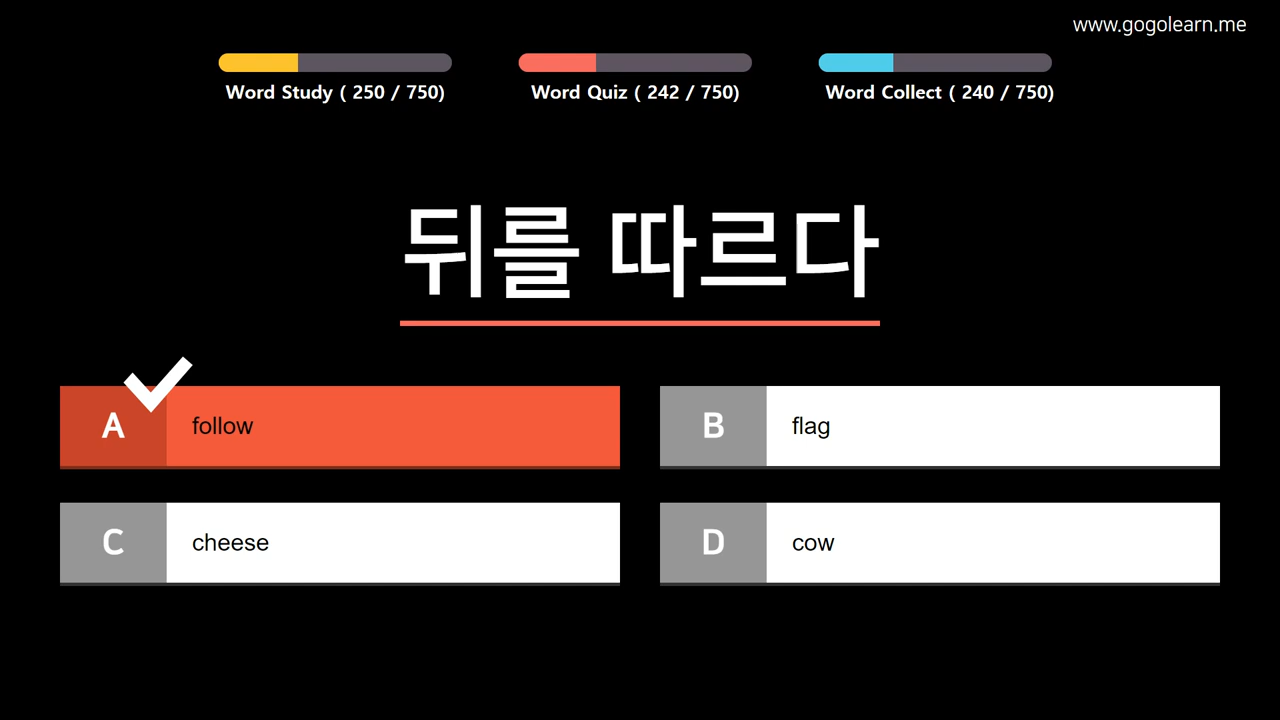 www.gogolearn.me
Word Study ( 250 / 750)
Word Quiz ( 242 / 750)
Word Collect ( 240 / 750)
뒤를 따르다
A follow
B flag
C cheese
D cow